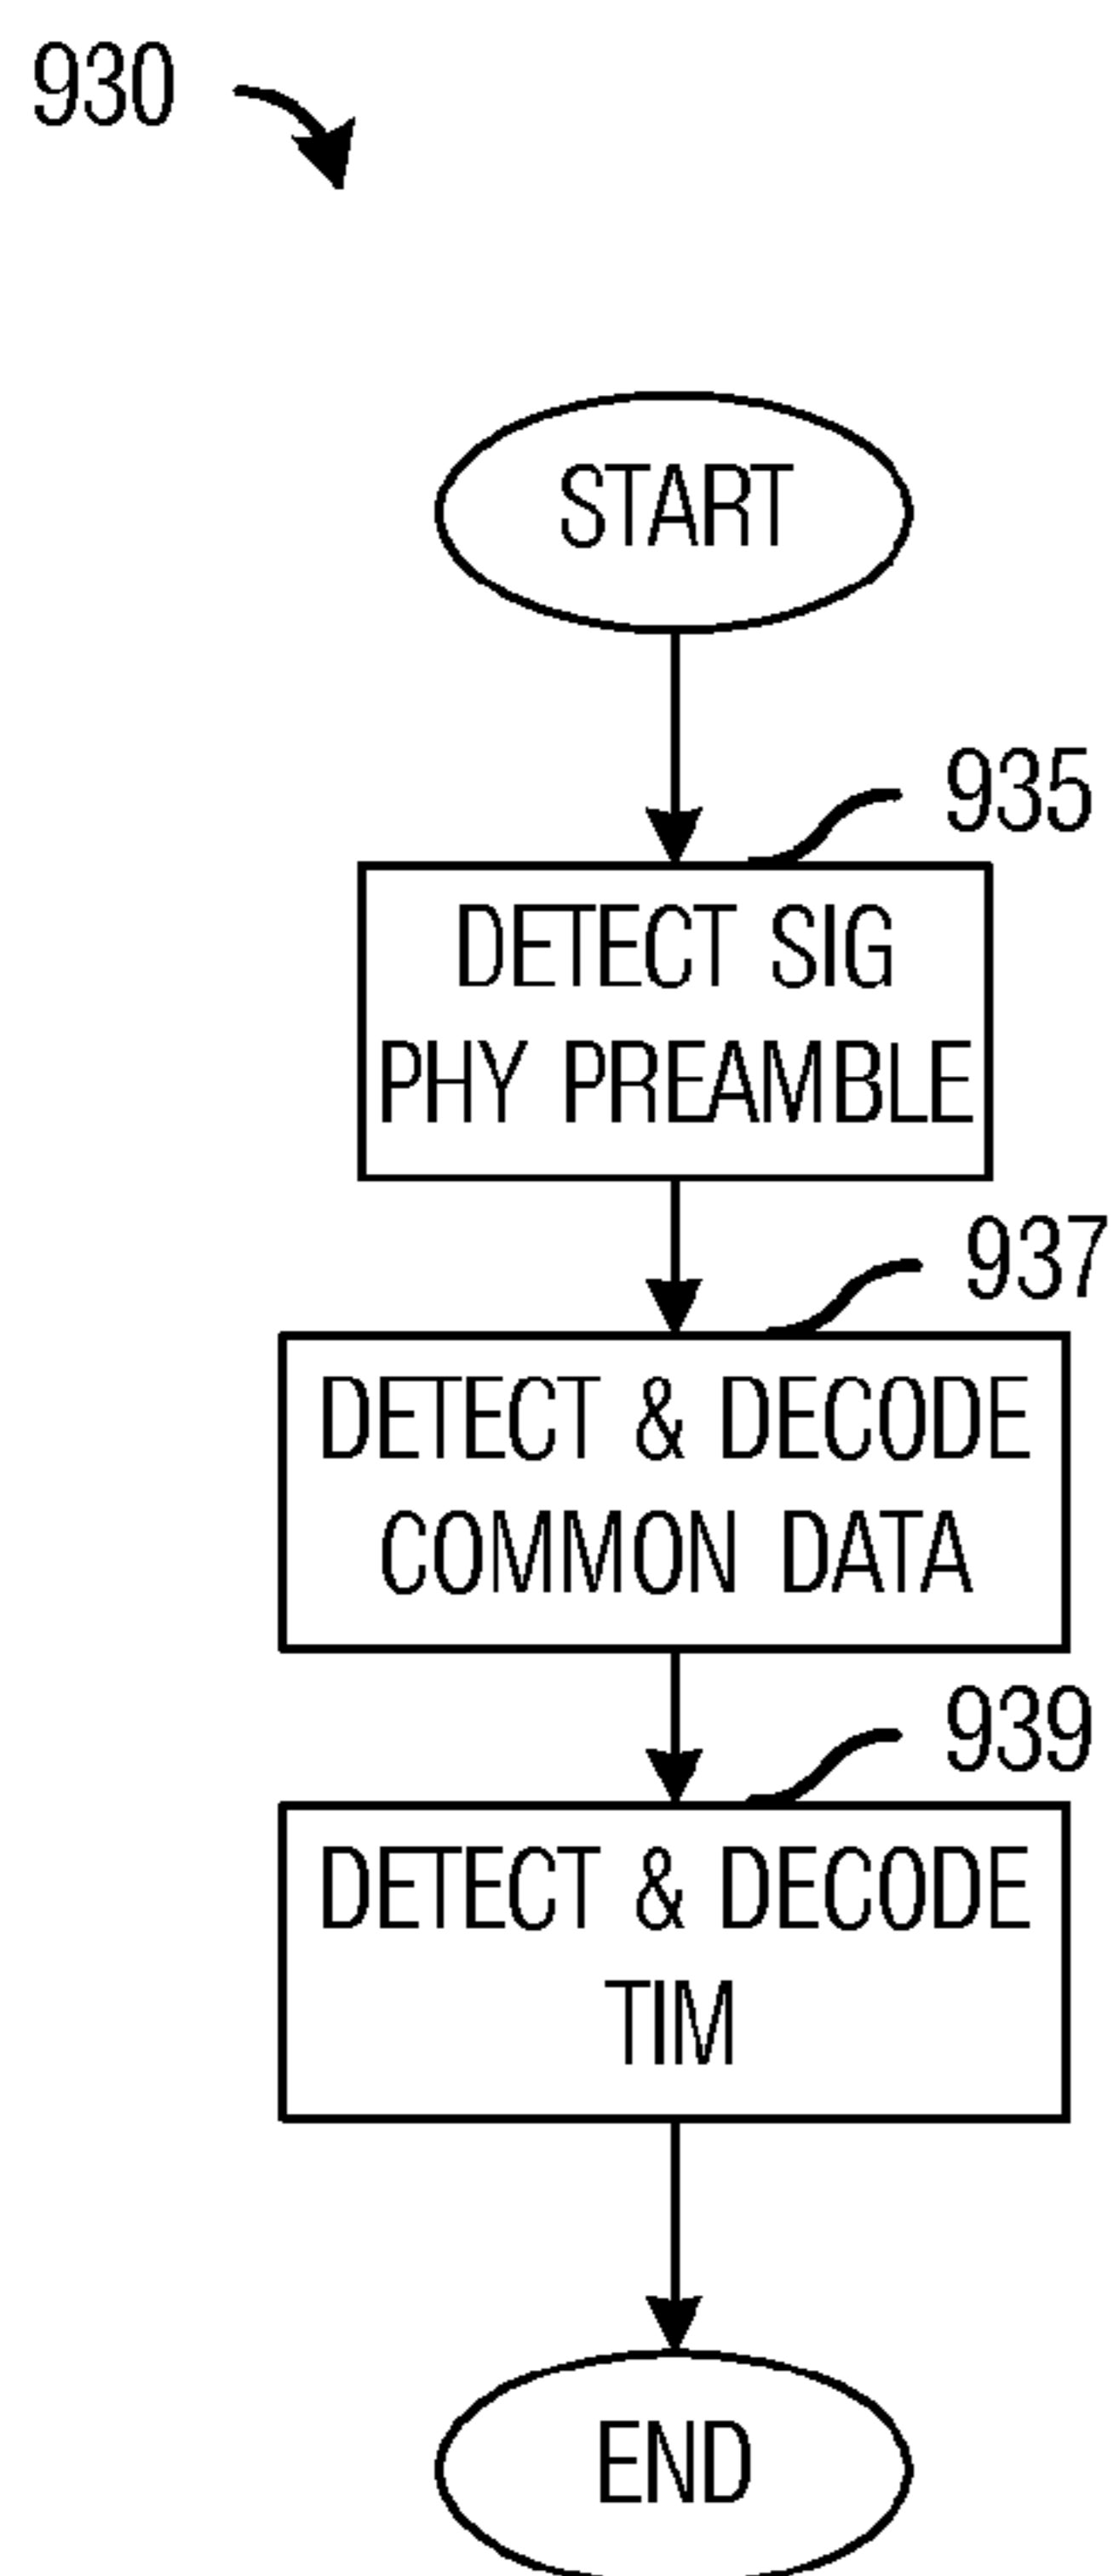 930
START
935
DETECT SIG
PHY PREAMBLE
937
DETECT & DECODE
COMMON DATA
939
DETECT & DECODE
TIM
END